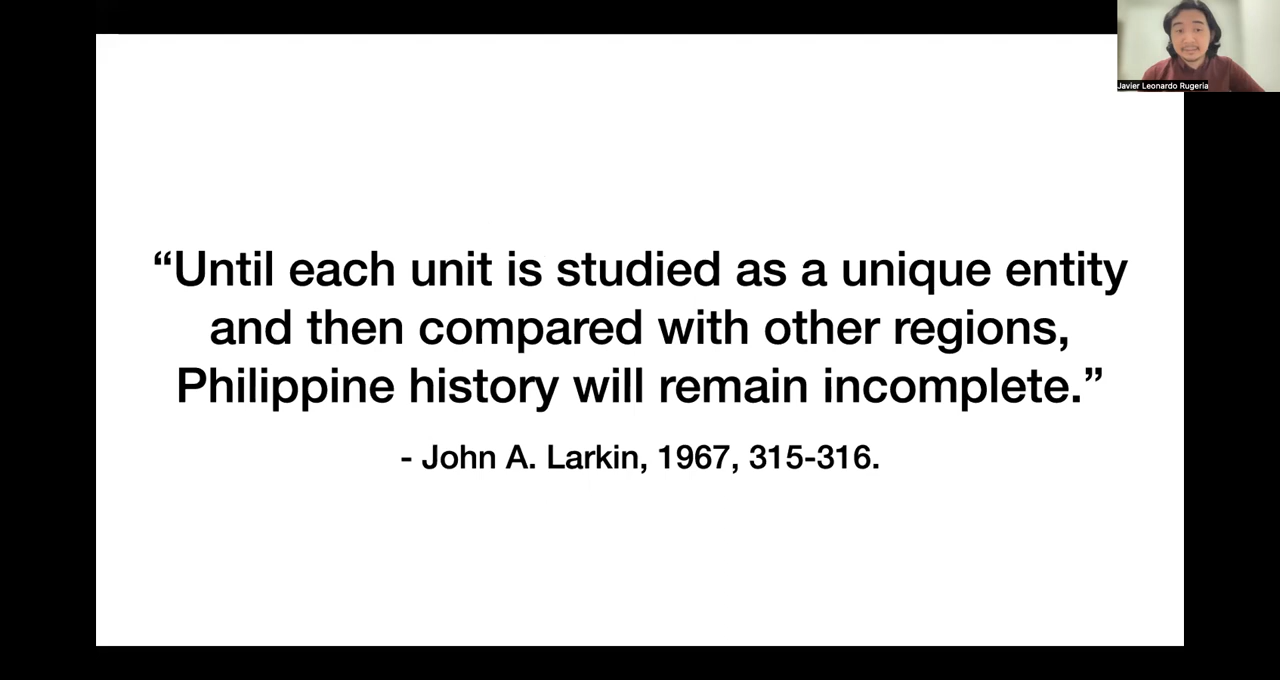 Javier Leonardo Rugeria
“Until each unit is studied as a unique entity
and then compared with other regions,
Philippine history will remain incomplete.”
- John A. Larkin, 1967, 315-316.